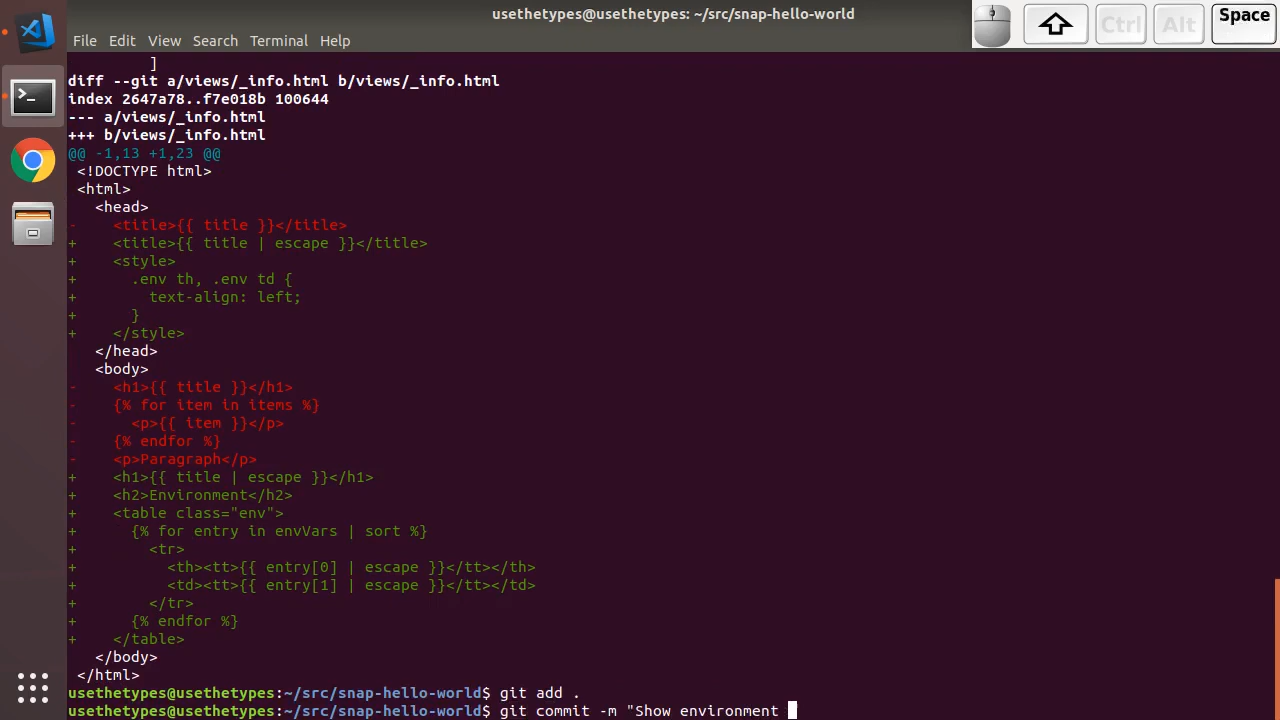 usethetypes@usethetypes: ~/src/snap-hello-world
Ctrl
Alt
Space
File Edit View Search Terminal Help
]
diff --git a/views/_info.html b/views/_info.html
index 2647a78..f7e018b 100644
--- a/views/_info.html
+++ b/views/_info.html
@@ -1,13 +1,23 @@
 <!DOCTYPE html>
 <html>
   <head>
-    <title>{{ title }}</title>
+    <title>{{ title | escape }}</title>
+    <style>
+      .env th, .env td {
+        text-align: left;
+      }
+    </style>
   </head>
   <body>
-    <h1>{{ title }}</h1>
-    {% for item in items %}
-      <p>{{ item }}</p>
-    {% endfor %}
-    <p>Paragraph</p>
+    <h1>{{ title | escape }}</h1>
+    <h2>Environment</h2>
+    <table class="env">
+      {% for entry in envVars | sort %}
+        <tr>
+          <th><tt>{{ entry[0] | escape }}</tt></th>
+          <td><tt>{{ entry[1] | escape }}</tt></td>
+        </tr>
+      {% endfor %}
+    </table>
   </body>
 </html>
usethetypes@usethetypes:~/src/snap-hello-world$ git add .
usethetypes@usethetypes:~/src/snap-hello-world$ git commit -m "Show environment